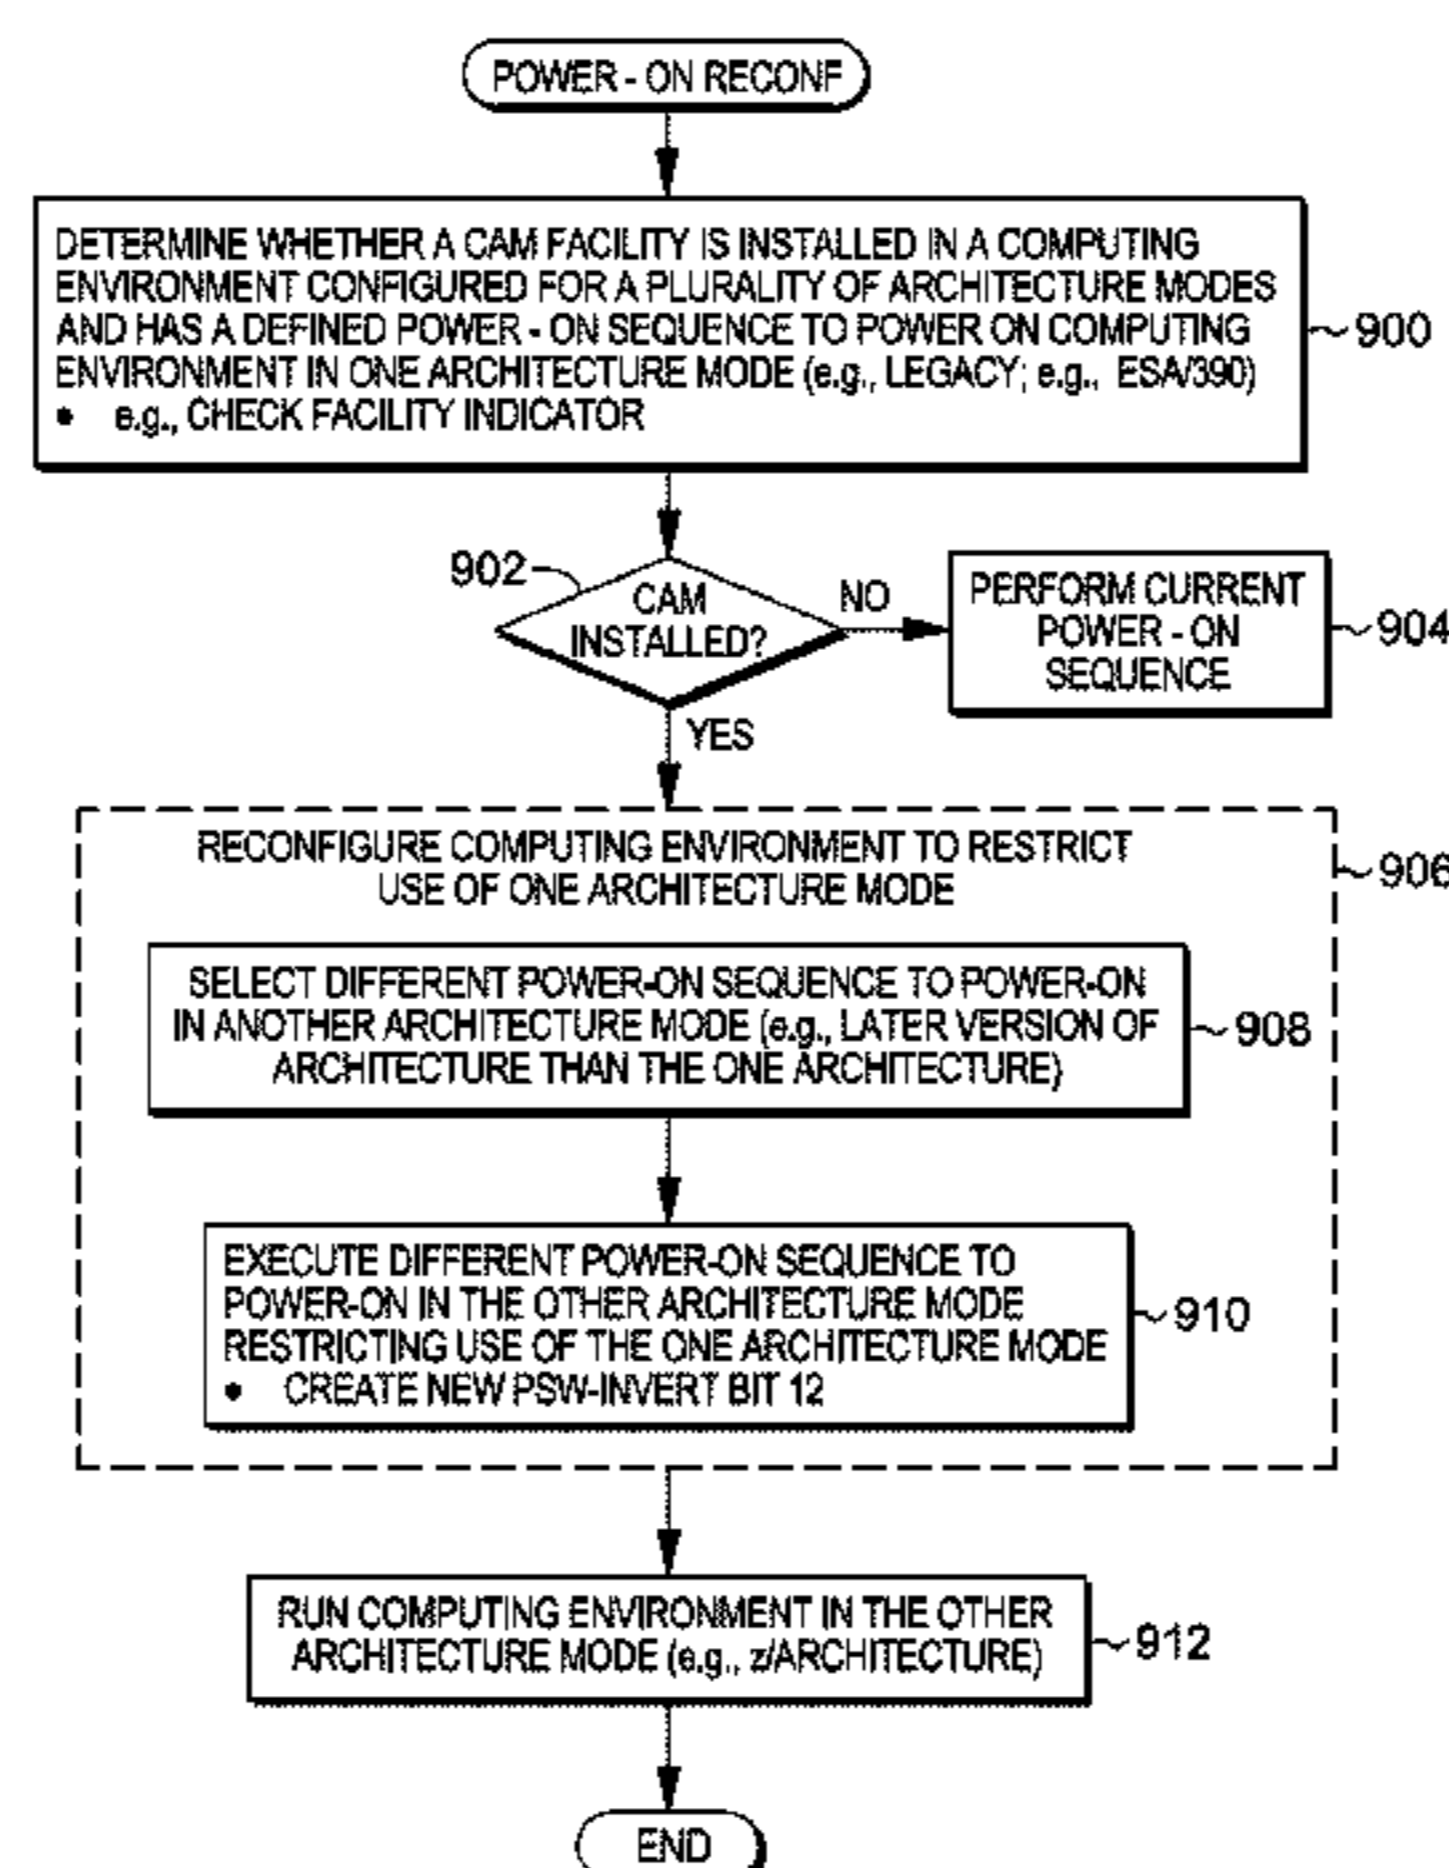 POWER - ON RECONF
DETERMINE WHETHER A CAM FACILITY IS INSTALLED IN A COMPUTING
ENVIRONMENT CONFIGURED FOR A PLURALITY OF ARCHITECTURE MODES
AND HAS A DEFINED POWER - ON SEQUENCE TO POWER ON COMPUTING
ENVIRONMENT IN ONE ARCHITECTURE MODE (e.g., LEGACY; e.g., ESA/390)
• e.g., CHECK FACILITY INDICATOR
900
902
CAM
INSTALLED?
NO
PERFORM CURRENT
POWER - ON
SEQUENCE
904
YES
RECONFIGURE COMPUTING ENVIRONMENT TO RESTRICT
USE OF ONE ARCHITECTURE MODE
906
SELECT DIFFERENT POWER-ON SEQUENCE TO POWER-ON
IN ANOTHER ARCHITECTURE MODE (e.g., LATER VERSION OF
ARCHITECTURE THAN THE ONE ARCHITECTURE)
908
EXECUTE DIFFERENT POWER-ON SEQUENCE TO
POWER-ON IN THE OTHER ARCHITECTURE MODE
RESTRICTING USE OF THE ONE ARCHITECTURE MODE
• CREATE NEW PSW-INVERT BIT 12
910
RUN COMPUTING ENVIRONMENT IN THE OTHER
ARCHITECTURE MODE (e.g., z/ARCHITECTURE)
912
END